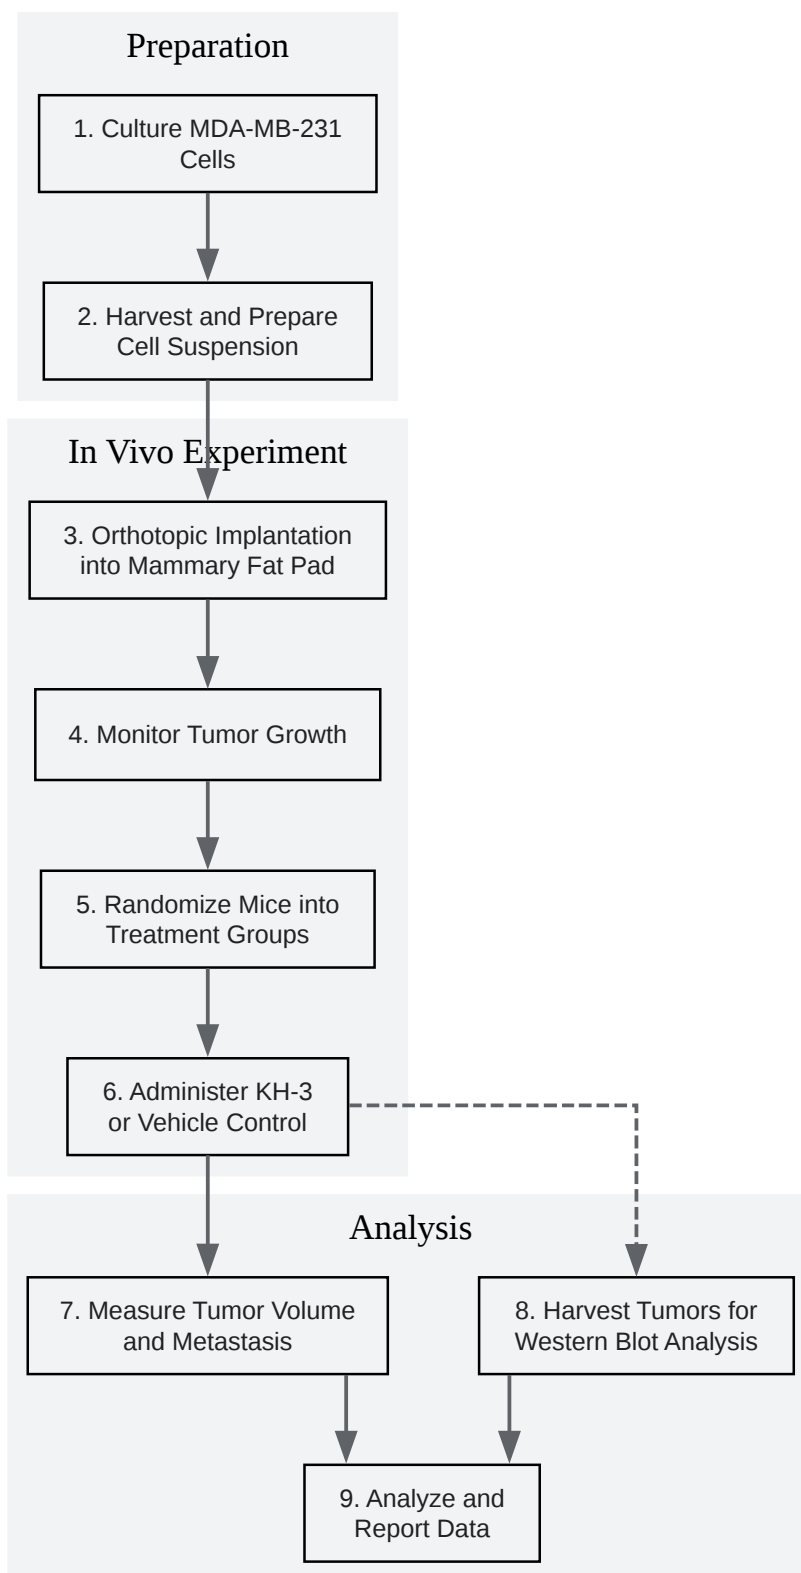 Preparation
1. Culture MDA-MB-231
Cells
2. Harvest and Prepare
Cell Suspension
In Vivo Experiment
3. Orthotopic Implantation
into Mammary Fat Pad
4. Monitor Tumor Growth
5. Randomize Mice into
Treatment Groups
6. Administer KH-3
or Vehicle Control
Analysis
7. Measure Tumor Volume
and Metastasis
8. Harvest Tumors for
Western Blot Analysis
9. Analyze and
Report Data